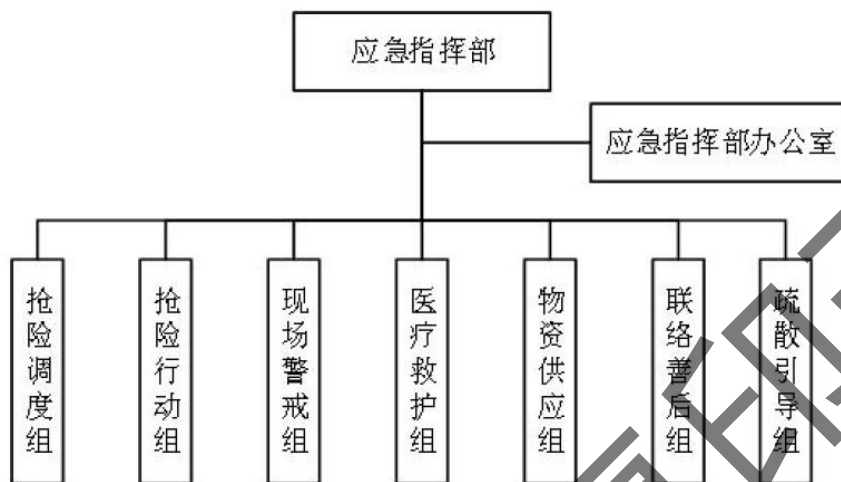 应急指挥部
应急指挥部办公室
抢险调度组
抢险行动组
现场警戒组
医疗救护组
物资供应组
联络善后组
疏散引导组